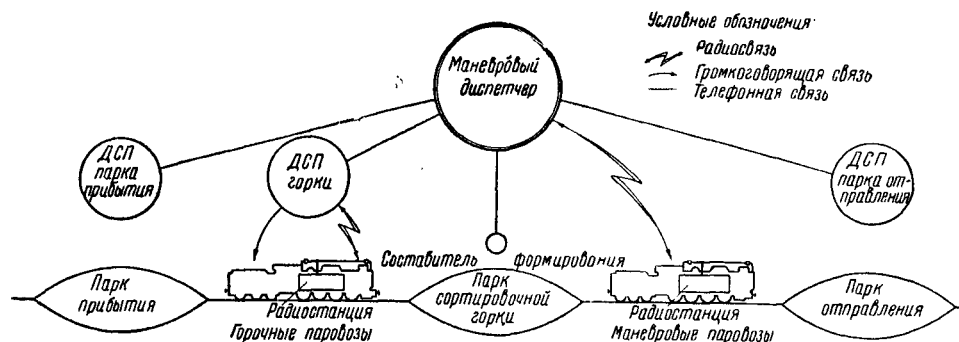 Условные обозначения:
Радиосвязь
Громкоговорящая связь
Телефонная связь
Маневровый
диспетчер
ДСП
парка
прибытия
ДСП
горки
ДСП
парка от-
правления
Составитель формирования
Парк
прибытия
Радиостанция
Горочные паровозы
Парк
сортировочной
горки
Радиостанция
Маневровые паровозы
Парк
отправления